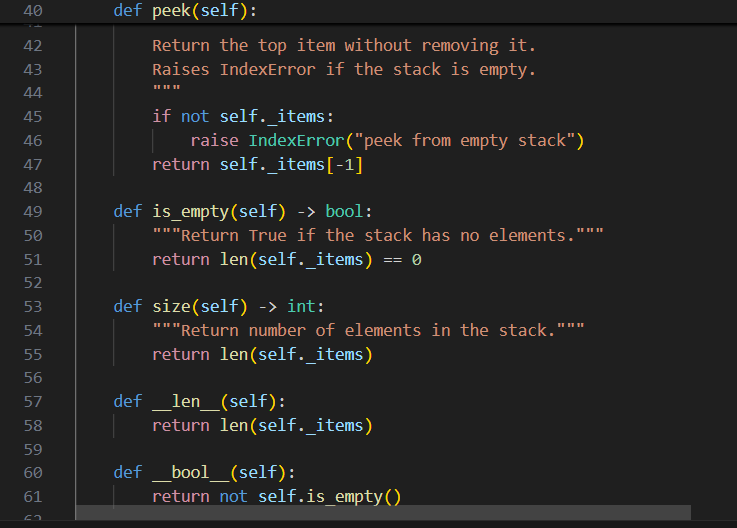 40 def peek(self):
42 Return the top item without removing it.
43 Raises IndexError if the stack is empty.
44 """
45 if not self._items:
46 raise IndexError("peek from empty stack")
47 return self._items[-1]
48
49 def is_empty(self) -> bool:
50 """Return True if the stack has no elements."""
51 return len(self._items) == 0
52
53 def size(self) -> int:
54 """Return number of elements in the stack."""
55 return len(self._items)
56
57 def __len__(self):
58 return len(self._items)
59
60 def __bool__(self):
61 return not self.is_empty()